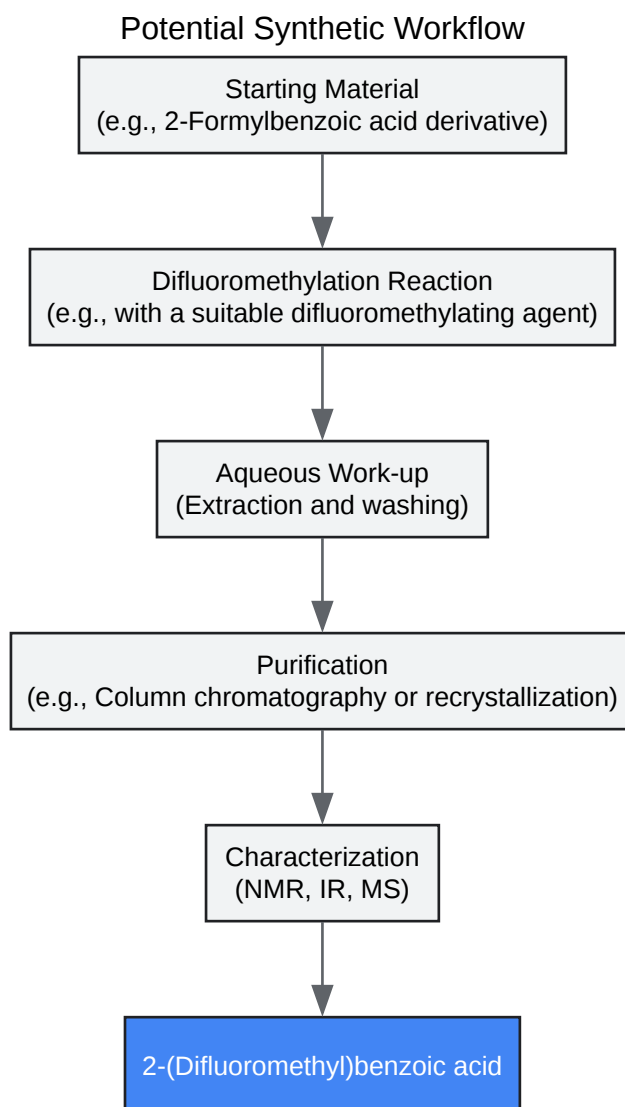 Potential Synthetic Workflow
Starting Material
(e.g., 2-Formylbenzoic acid derivative)
Difluoromethylation Reaction
(e.g., with a suitable difluoromethylating agent)
Aqueous Work-up
(Extraction and washing)
Purification
(e.g., Column chromatography or recrystallization)
Characterization
(NMR, IR, MS)
2-(Difluoromethyl)benzoic acid